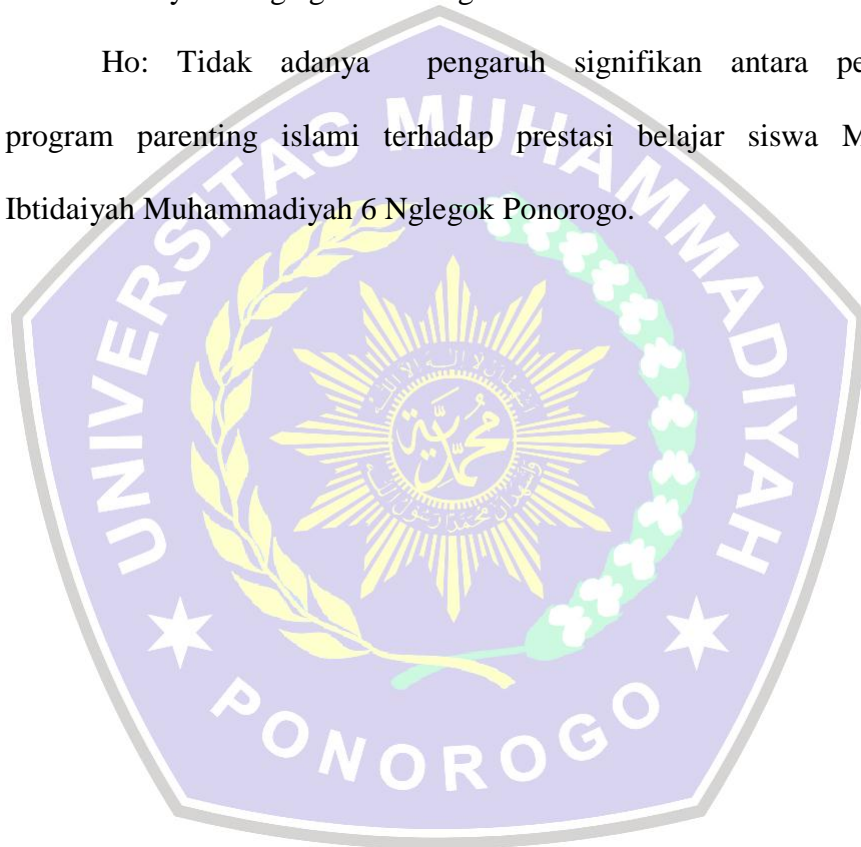 Ho: Tidak adanya pengaruh signifikan antara
program parenting islami terhadap prestasi belajar siswa
Ibtidaiyah Muhammadiyah 6 Nglegok Ponorogo.
UNIVERSITAS MUHAMMADIYAH
PONOROGO